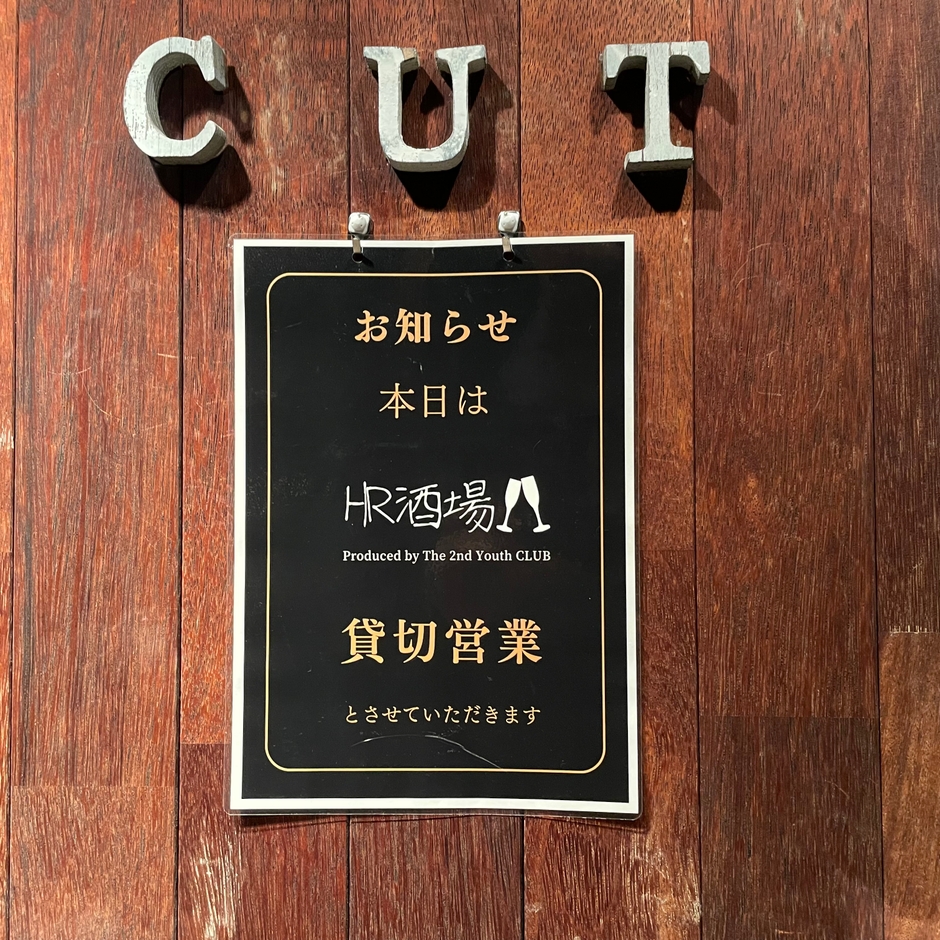 CUT
お知らせ
本日は
HR酒場
Produced by The 2nd Youth CLUB
貸切営業
とさせていただきます